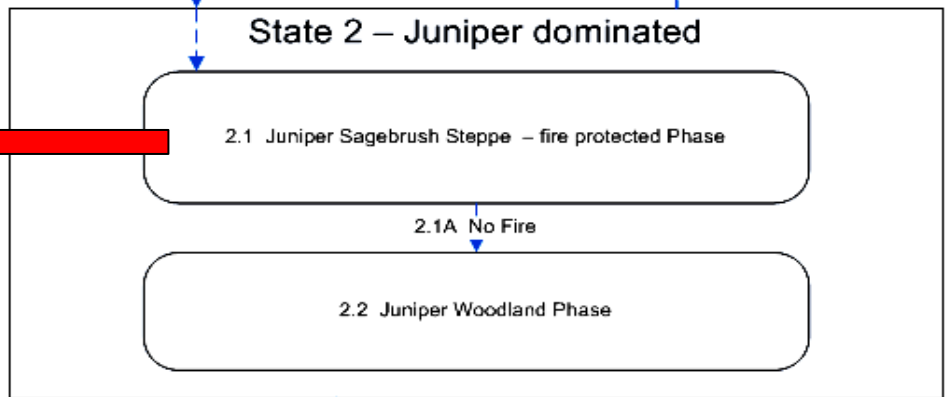 State 2 – Juniper dominated
2.1 Juniper Sagebrush Steppe – fire protected Phase
2.1A No Fire
2.2 Juniper Woodland Phase